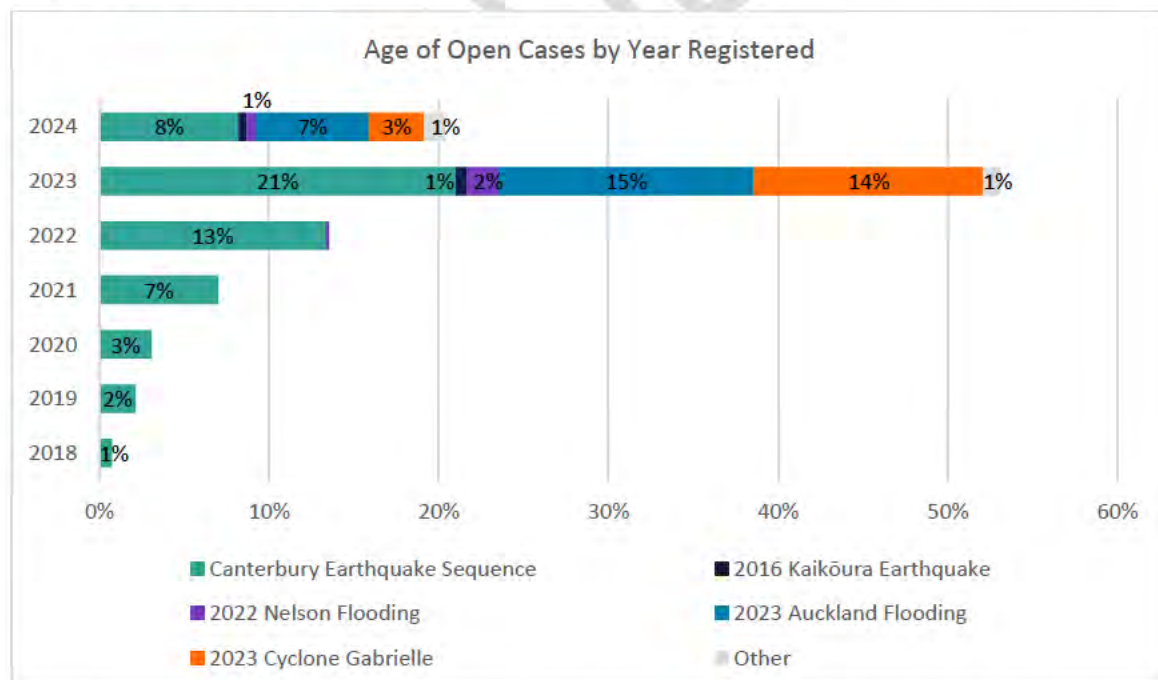 Age of Open Cases by Year Registered
1%
2024 8% 7% 3% 1%
2023 21% 1% 2% 15% 14% 1%
2022 13%
2021 7%
2020 3%
2019 2%
2018 1%
0% 10% 20% 30% 40% 50% 60%
Canterbury Earthquake Sequence 2016 Kaikōura Earthquake
2022 Nelson Flooding 2023 Auckland Flooding
2023 Cyclone Gabrielle Other